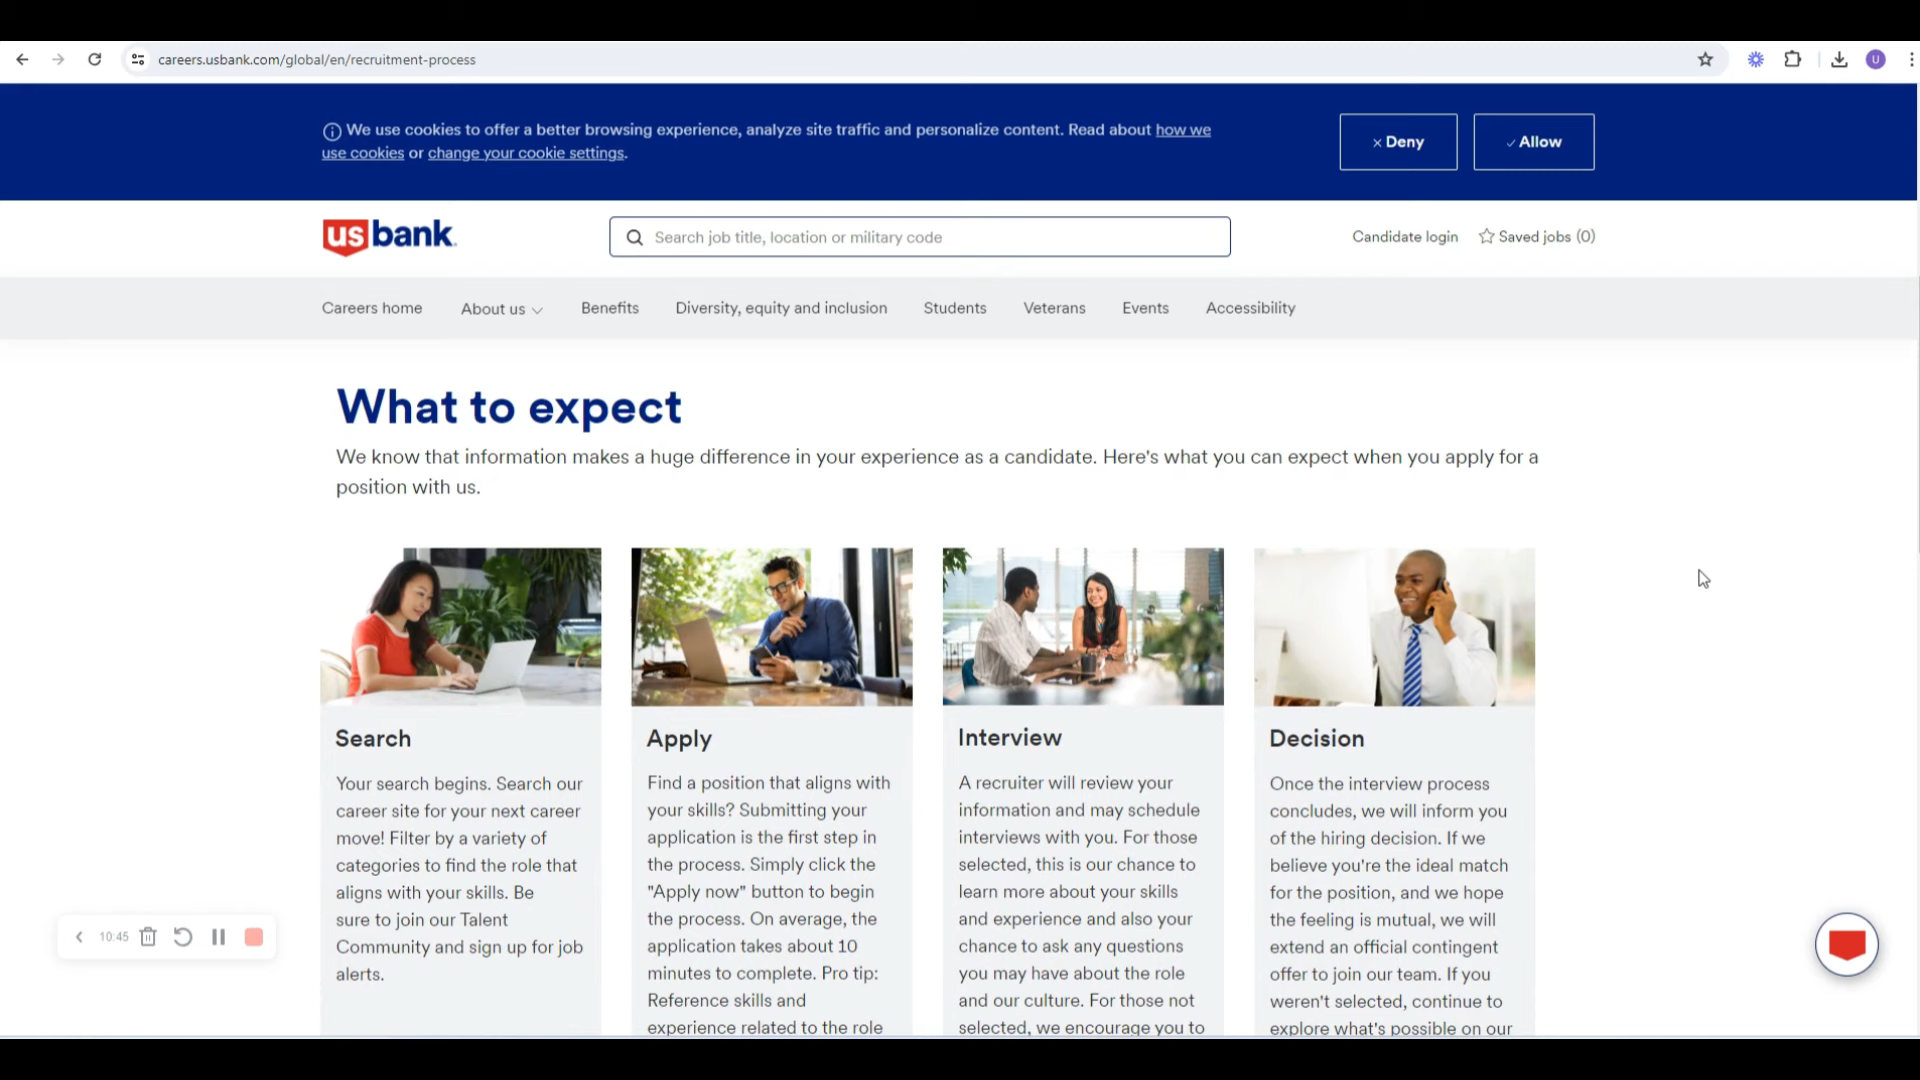 careers.usbank.com/global/en/recruitment-process
U
We use cookies to offer a better browsing experience, analyze site traffic and personalize content. Read about how we
use cookies or change your cookie settings.
Deny
Allow
us bank
Search job title, location or military code
Candidate login
Saved jobs (0)
Careers home
About us
Benefits
Diversity, equity and inclusion
Students
Veterans
Events
Accessibility
What to expect
We know that information makes a huge difference in your experience as a candidate. Here's what you can expect when you apply for a
position with us.
Search
Your search begins. Search our
career site for your next career
move! Filter by a variety of
categories to find the role that
aligns with your skills. Be
sure to join our Talent
Community and sign up for job
alerts.
Apply
Find a position that aligns with
your skills? Submitting your
application is the first step in
the process. Simply click the
"Apply now" button to begin
the process. On average, the
application takes about 10
minutes to complete. Pro tip:
Reference skills and
experience related to the role
Interview
A recruiter will review your
information and may schedule
interviews with you. For those
selected, this is our chance to
learn more about your skills
and experience and also your
chance to ask any questions
you may have about the role
and our culture. For those not
selected, we encourage you to
Decision
Once the interview process
concludes, we will inform you
of the hiring decision. If we
believe you're the ideal match
for the position, and we hope
the feeling is mutual, we will
extend an official contingent
offer to join our team. If you
weren't selected, continue to
explore what's possible on our
10:45